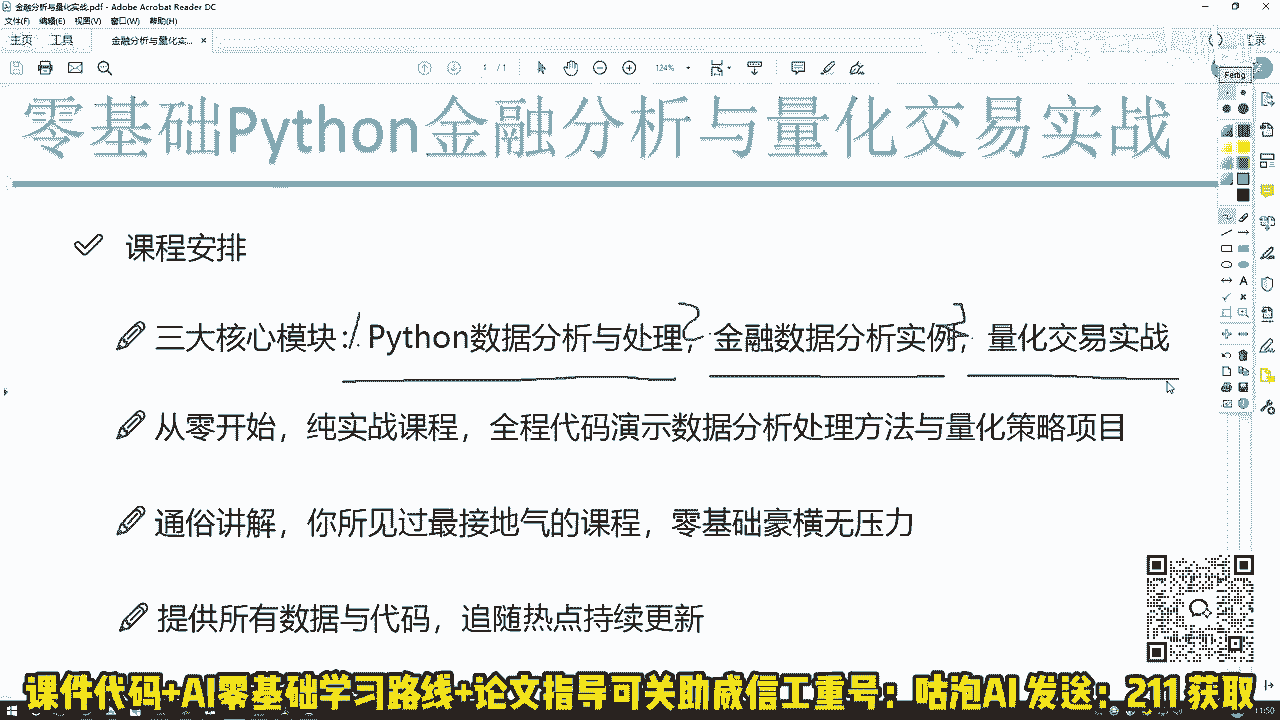 金融分析与量化实战.pdf - Adobe Acrobat Reader DC
文件(F) 编辑(E) 视图(V) 窗口(W) 帮助(H)
主页 工具 金融分析与量化实... × 录
1 / 1 124%
Fertig
零基础Python金融分析与量化交易实战
课程安排
三大核心模块: Python数据分析与处理, 金融数据分析实例, 量化交易实战
2
从零开始，纯实战课程，全程代码演示数据分析处理方法与量化策略项目
通俗讲解，你所见过最接地气的课程，零基础豪横无压力
提供所有数据与代码，追随热点持续更新
课件代码+AI零基础学习路线+论文指导可关助威信工重号：咕泡AI 发送：211 获取
11:50